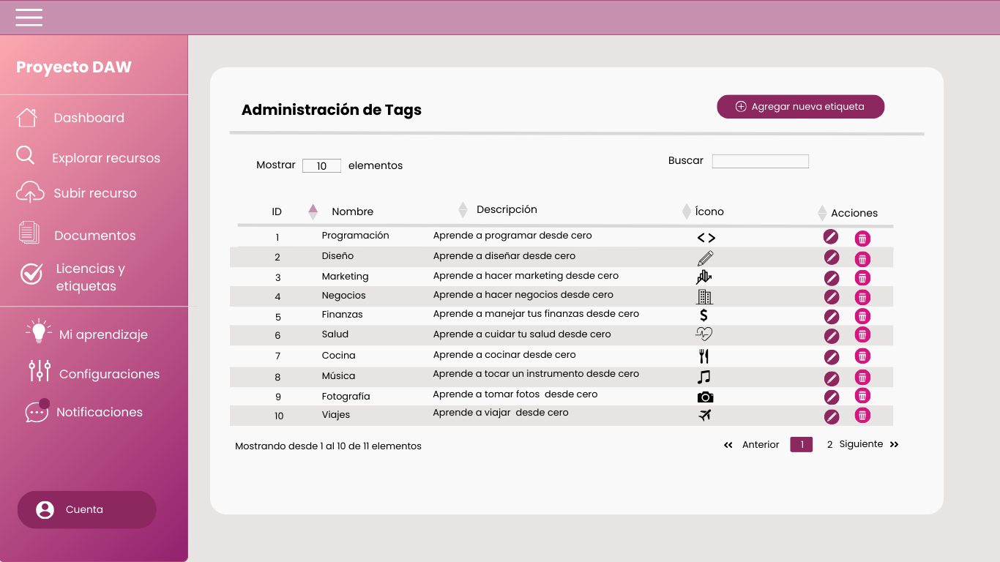 Proyecto DAW
Dashboard
Explorar recursos
Subir recurso
Documentos
Licencias y
etiquetas
Mi aprendizaje
Configuraciones
Notificaciones
Cuenta
Administración de Tags
Agregar nueva etiqueta
Mostrar 10 elementos
Buscar
ID Nombre Descripción Ícono Acciones
1 Programación Aprende a programar desde cero
2 Diseño Aprende a diseñar desde cero
3 Marketing Aprende a hacer marketing desde cero
4 Negocios Aprende a hacer negocios desde cero
5 Finanzas Aprende a manejar tus finanzas desde cero
6 Salud Aprende a cuidar tu salud desde cero
7 Cocina Aprende a cocinar desde cero
8 Música Aprende a tocar un instrumento desde cero
9 Fotografía Aprende a tomar fotos desde cero
10 Viajes Aprende a viajar desde cero
Mostrando desde 1 al 10 de 11 elementos
Anterior 1 2 Siguiente